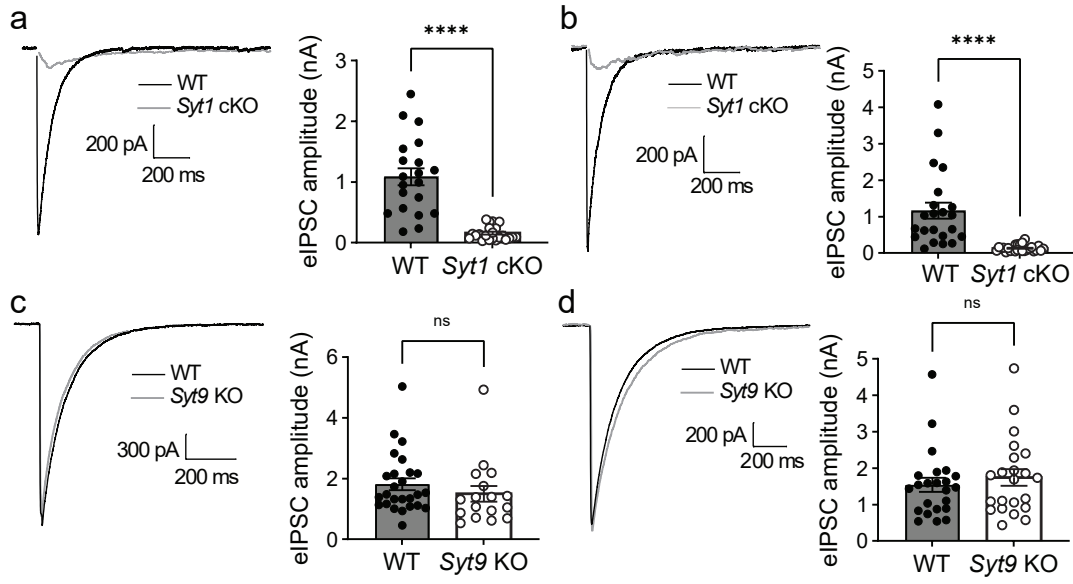 a
WT
Syt1 cKO
200 pA
200 ms
eIPSC amplitude (nA)
3
2
1
0
****
WT
Syt1 cKO
b
WT
Syt1 cKO
200 pA
200 ms
eIPSC amplitude (nA)
5
4
3
2
1
0
****
WT
Syt1 cKO
c
WT
Syt9 KO
300 pA
200 ms
eIPSC amplitude (nA)
6
4
2
0
ns
WT
Syt9 KO
d
WT
Syt9 KO
200 pA
200 ms
eIPSC amplitude (nA)
5
4
3
2
1
0
ns
WT
Syt9 KO